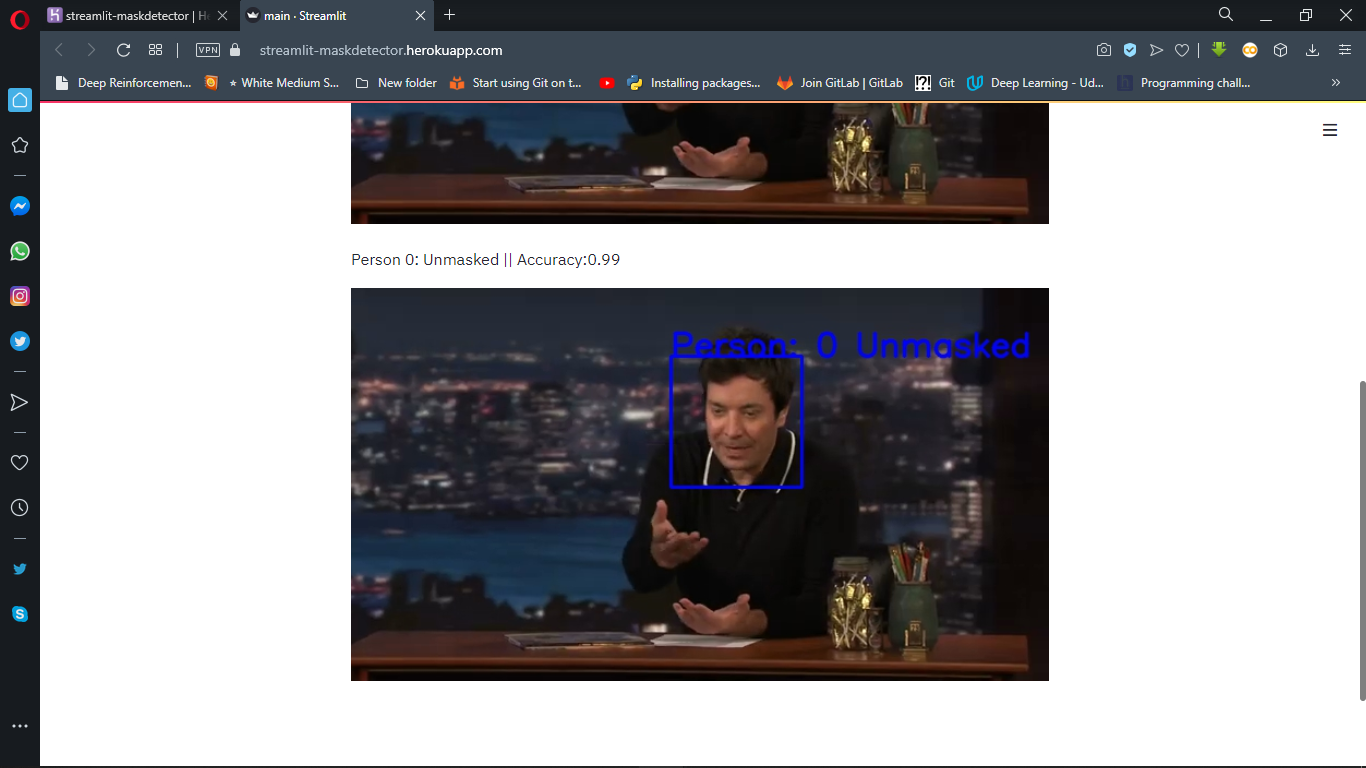 streamlit-maskdetector | He
main · Streamlit
VPN
streamlit-maskdetector.herokuapp.com
Deep Reinforcemen...
★ White Medium S...
New folder
Start using Git on t...
Installing packages...
Join GitLab | GitLab
Git
Deep Learning - Ud...
Programming chall...
Person 0: Unmasked || Accuracy:0.99
Person: 0 Unmasked